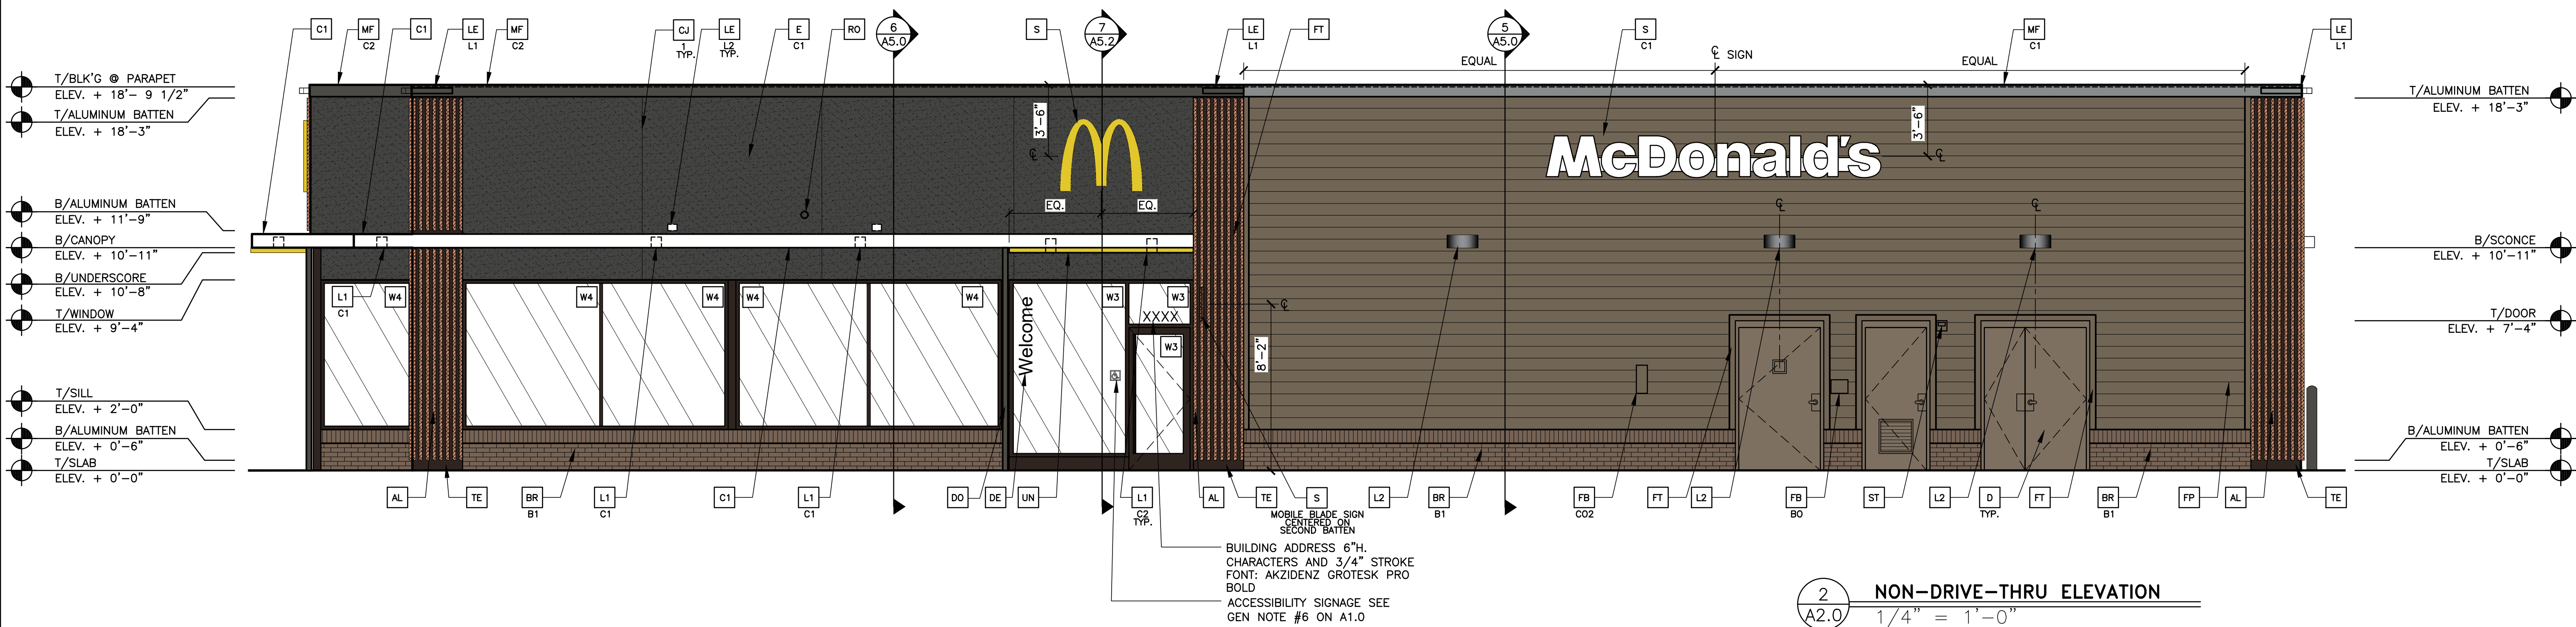 C1
MF
C2
C1
LE
L1
MF
C2
CJ
1
TYP.
LE
L2
TYP.
E
C1
RO
6
A5.0
S
7
A5.2
LE
L1
FT
5
A5.0
S
C1
℄ SIGN
MF
C1
LE
L1
EQUAL
EQUAL
T/BLK'G @ PARAPET
ELEV. + 18'- 9 1/2"
T/ALUMINUM BATTEN
ELEV. + 18'-3"
B/ALUMINUM BATTEN
ELEV. + 11'-9"
B/CANOPY
ELEV. + 10'-11"
B/UNDERSCORE
ELEV. + 10'-8"
T/WINDOW
ELEV. + 9'-4"
T/SILL
ELEV. + 2'-0"
B/ALUMINUM BATTEN
ELEV. + 0'-6"
T/SLAB
ELEV. + 0'-0"
3'-6"
℄
EQ.
EQ.
McDonald's
3'-6"
℄
℄
℄
L1
C1
W4
W4
W4
W4
W4
Welcome
W3
W3
XXXX
W3
℄
8'-2"
T/ALUMINUM BATTEN
ELEV. + 18'-3"
B/SCONCE
ELEV. + 10'-11"
T/DOOR
ELEV. + 7'-4"
B/ALUMINUM BATTEN
ELEV. + 0'-6"
T/SLAB
ELEV. + 0'-0"
AL
TE
BR
B1
L1
C1
C1
L1
C1
DO
DE
UN
L1
C2
TYP.
AL
TE
S
MOBILE BLADE SIGN
CENTERED ON
SECOND BATTEN
L2
BR
B1
FB
CO2
FT
L2
FB
BO
ST
L2
D
TYP.
FT
BR
B1
FP
AL
TE
BUILDING ADDRESS 6"H.
CHARACTERS AND 3/4" STROKE
FONT: AKZIDENZ GROTESK PRO
BOLD
ACCESSIBILITY SIGNAGE SEE
GEN NOTE #6 ON A1.0
2
A2.0
NON-DRIVE-THRU ELEVATION
1/4" = 1'-0"